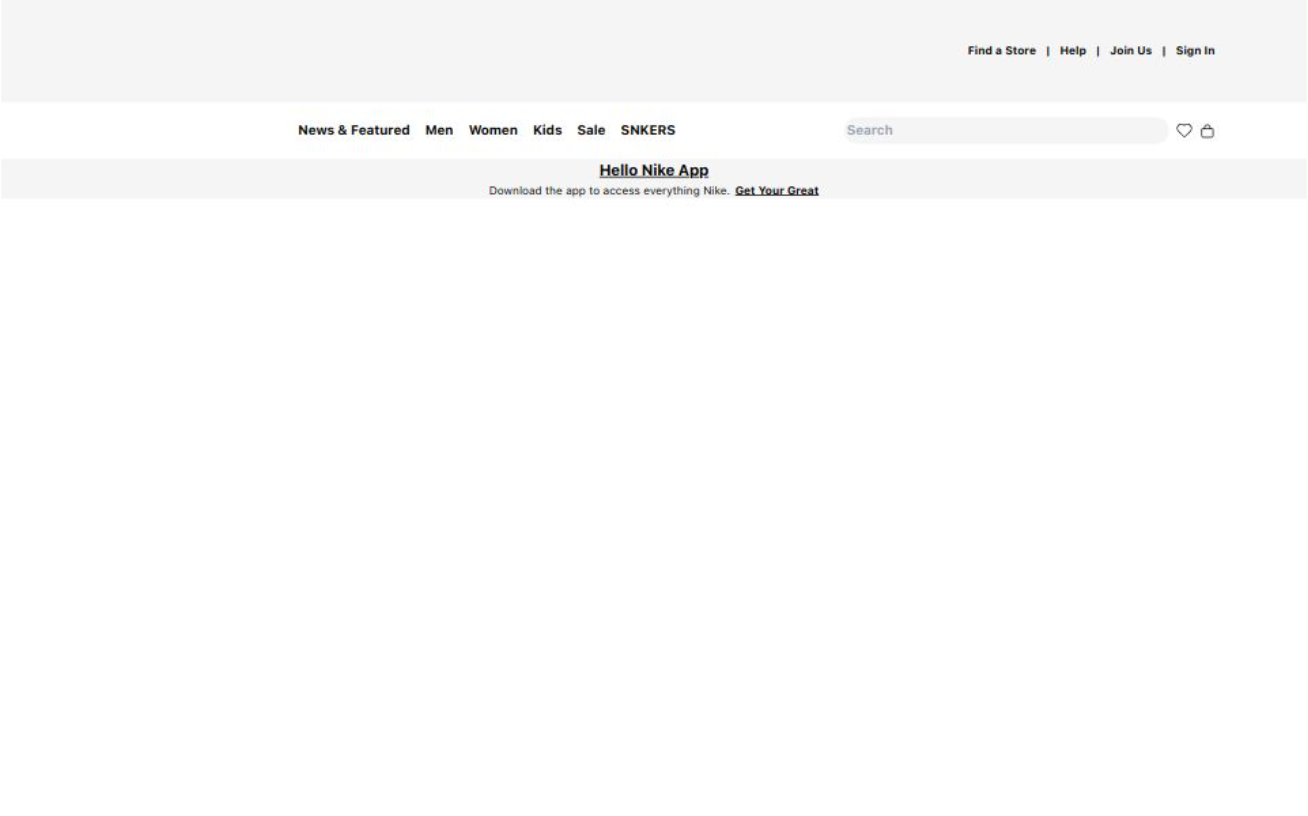 Find a Store | Help | Join Us | Sign In
News & Featured Men Women Kids Sale SNKERS Search
Hello Nike App
Download the app to access everything Nike. Get Your Great